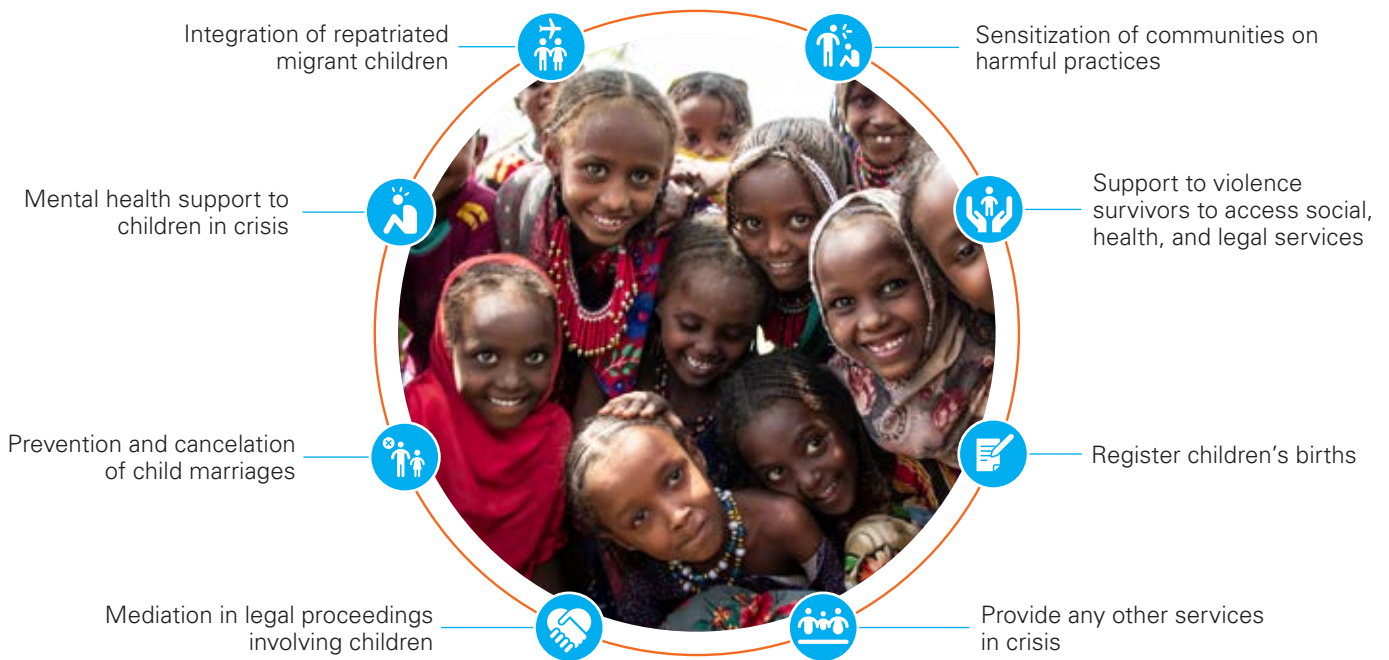 Integration of repatriated
migrant children
Sensitization of communities on
harmful practices
Mental health support to
children in crisis
Support to violence
survivors to access social,
health, and legal services
Prevention and cancelation
of child marriages
Register children's births
Mediation in legal proceedings
involving children
Provide any other services
in crisis